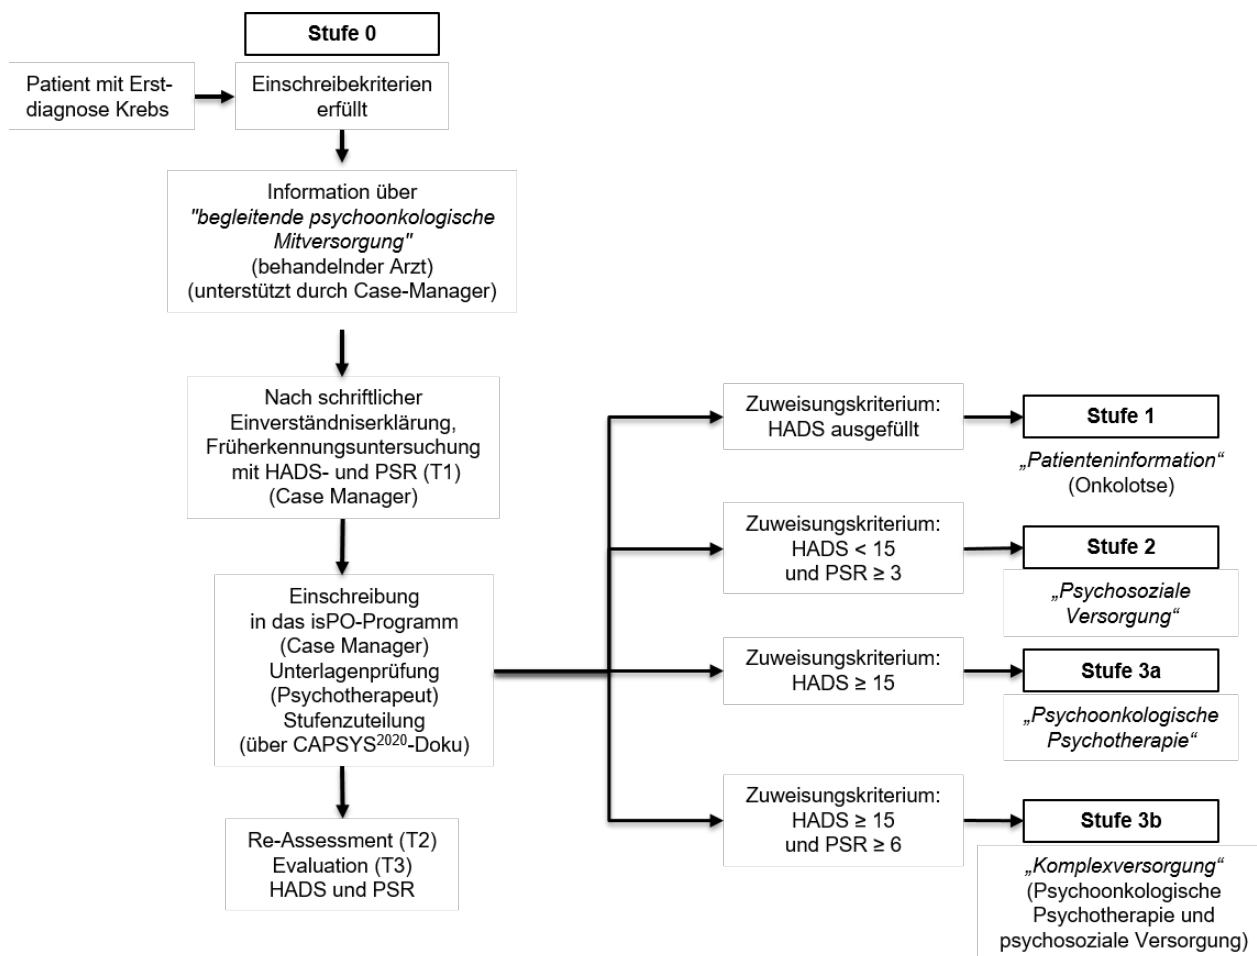 Stufe 0
Patient mit Erst-
diagnose Krebs
Einschreibekriterien
erfüllt
Information über
"begleitende psychoonkologische
Mitversorgung"
(behandelnder Arzt)
(unterstützt durch Case-Manager)
Nach schriftlicher
Einverständniserklärung,
Früherkennungsuntersuchung
mit HADS- und PSR (T1)
(Case Manager)
Einschreibung
in das isPO-Programm
(Case Manager)
Unterlagenprüfung
(Psychotherapeut)
Stufenzuteilung
(über CAPSYS²⁰²⁰-Doku)
Re-Assessment (T2)
Evaluation (T3)
HADS und PSR
Zuweisungskriterium:
HADS ausgefüllt
Stufe 1
„Patienteninformation“
(Onkolotse)
Zuweisungskriterium:
HADS < 15
und PSR ≥ 3
Stufe 2
„Psychosoziale
Versorgung“
Zuweisungskriterium:
HADS ≥ 15
Stufe 3a
„Psychoonkologische
Psychotherapie“
Zuweisungskriterium:
HADS ≥ 15
und PSR ≥ 6
Stufe 3b
„Komplexversorgung“
(Psychoonkologische
Psychotherapie und
psychosoziale Versorgung)